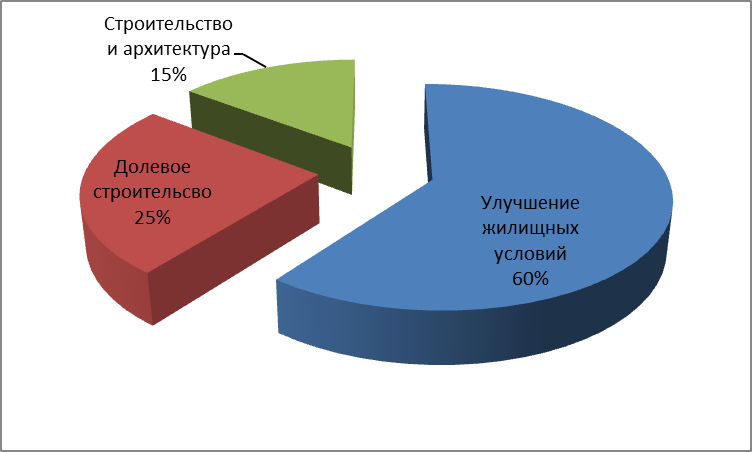 Строительство
и архитектура
15%
Долевое
строительсво
25%
Улучшение
жилищных
условий
60%